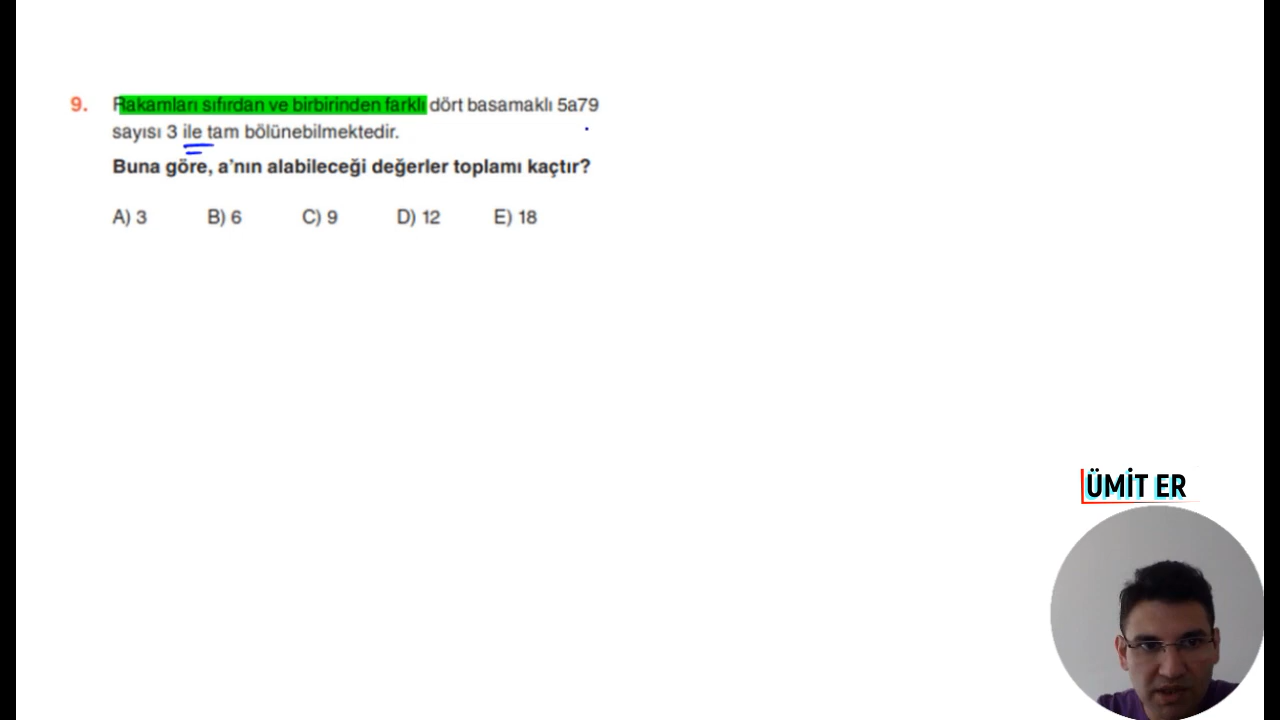 9. Rakamları sıfırdan ve birbirinden farklı dört basamaklı 5a79
sayısı 3 ile tam bölünebilmektedir.
Buna göre, a'nın alabileceği değerler toplamı kaçtır?
A) 3 B) 6 C) 9 D) 12 E) 18
ÜMİT ER